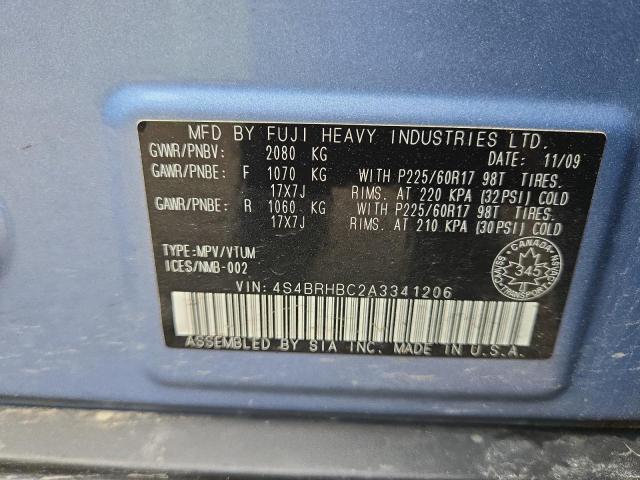 MFD BY FUJI HEAVY INDUSTRIES LTD.
GVWR/PNBV: 2080 KG DATE: 11/09
GAWR/PNBE: F 1070 KG WITH P225/60R17 98T TIRES.
17X7J RIMS. AT 220 KPA (32PSI) COLD
GAWR/PNBE: R 1060 KG WITH P225/60R17 98T TIRES.
17X7J RIMS. AT 210 KPA (30PSI) COLD
TYPE:MPV/VTUM
ICES/NMB-002
CANADA
345
TRANSPORT
CMVSS
NSVAC
VIN: 4S4BRHBC2A3341206
ASSEMBLED BY SIA INC. MADE IN U.S.A.